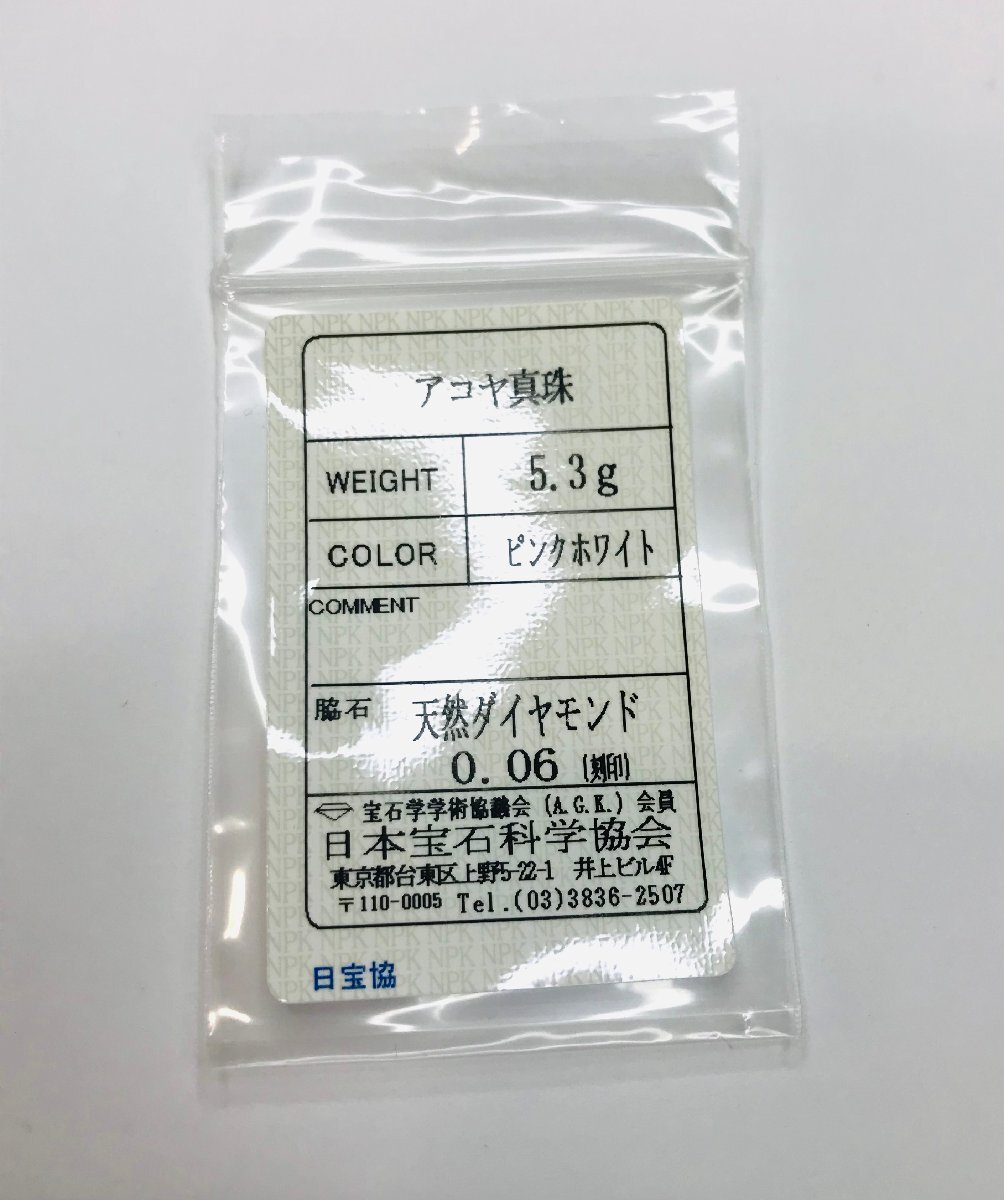 アコヤ真珠
WEIGHT 5.3g
COLOR ピンクホワイト
COMMENT
脇石 天然ダイヤモンド
0.06 (刻印)
宝石学学術協議会 (A.G.K.) 会員
日本宝石科学協会
東京都台東区上野5-22-1 井上ビル4F
〒110-0005 Tel.(03)3836-2507
日宝協